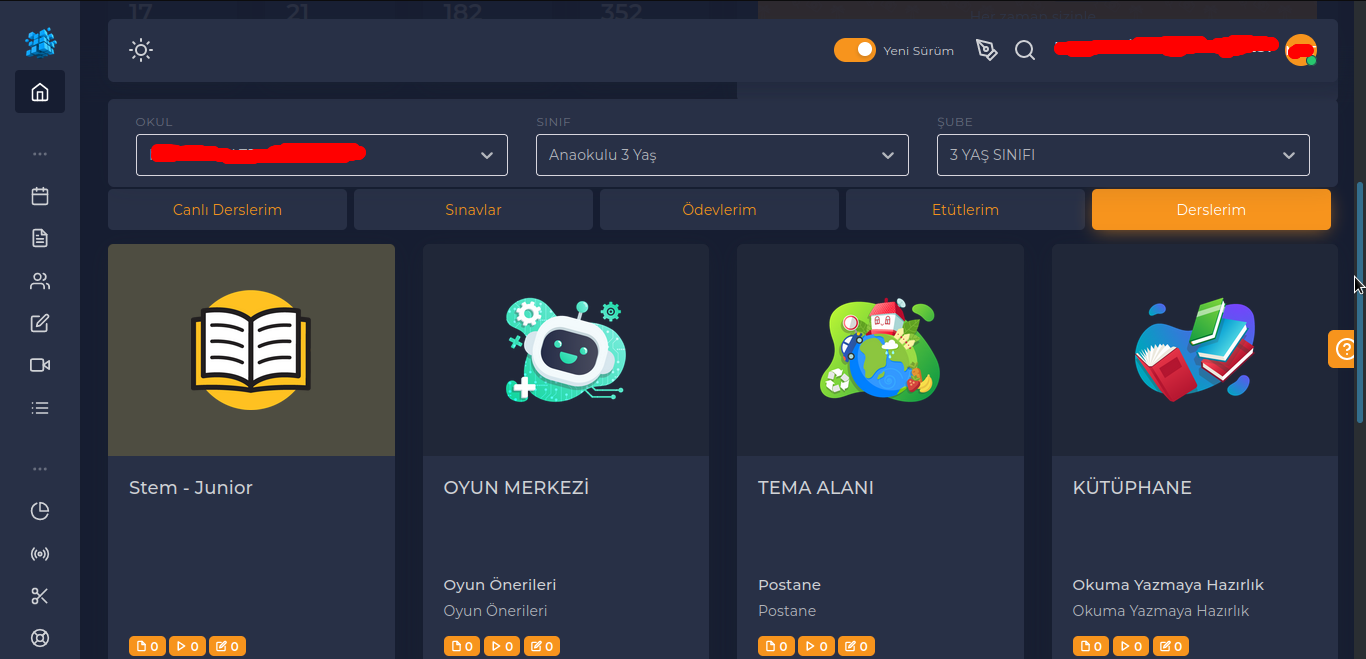 17 21 182 352
Yeni Sürüm
OKUL SINIF ŞUBE
Anaokulu 3 Yaş 3 YAŞ SINIFI
Canlı Derslerim Sınavlar Ödevlerim Etütlerim Derslerim
Stem - Junior OYUN MERKEZİ TEMA ALANI KÜTÜPHANE
Oyun Önerileri Postane Okuma Yazmaya Hazırlık
Oyun Önerileri Postane Okuma Yazmaya Hazırlık
0 0 0 0 0 0 0 0 0 0 0 0